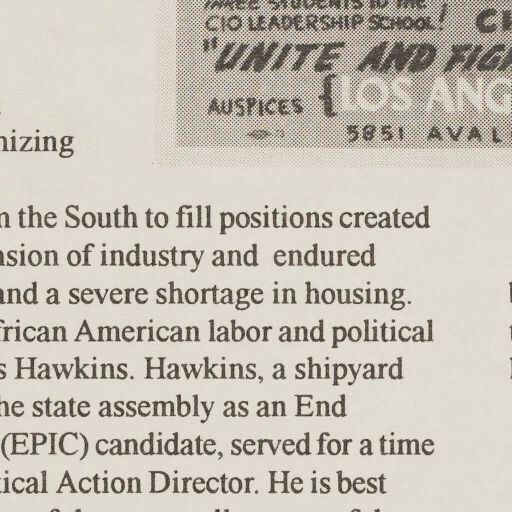 THREE STUDENTS TO THE
CIO LEADERSHIP SCHOOL!
"UNITE AND FIG
AUSPICES {LOS ANG
5851 AVAL
nizing
n the South to fill positions created
nsion of industry and endured
and a severe shortage in housing.
frican American labor and political
s Hawkins. Hawkins, a shipyard
he state assembly as an End
(EPIC) candidate, served for a time
tical Action Director. He is best